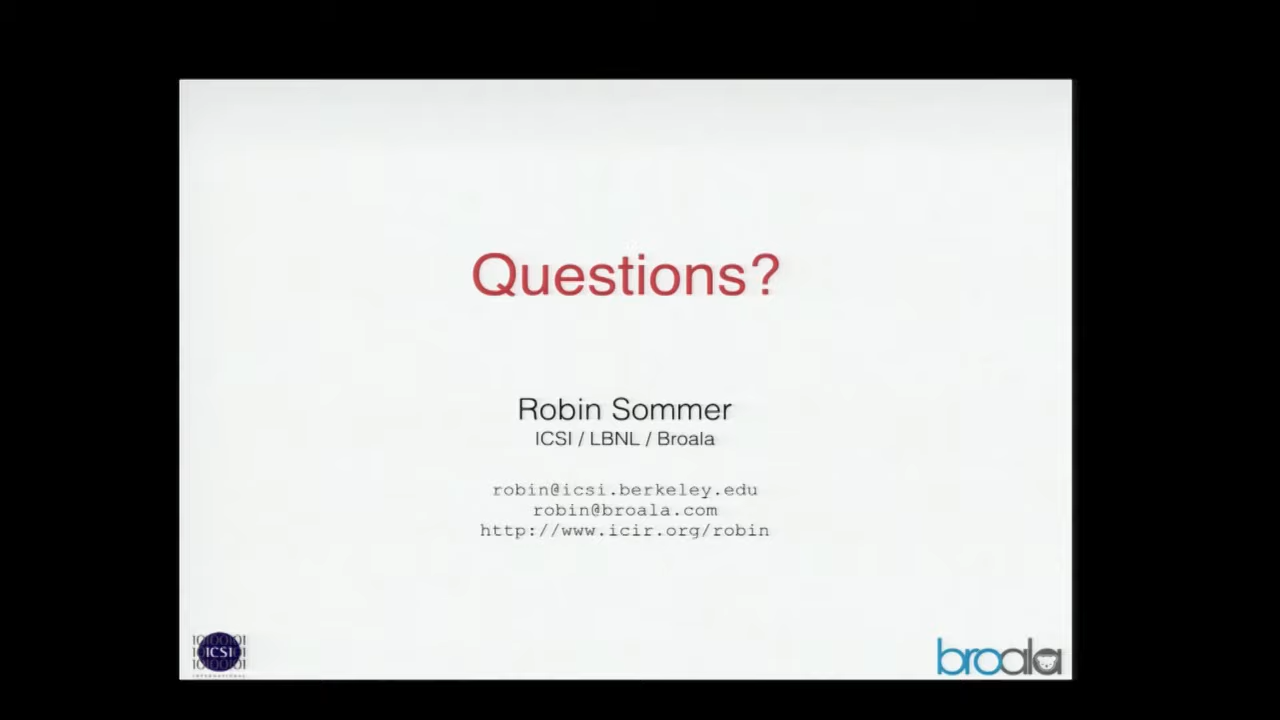 Questions?
Robin Sommer
ICSI / LBNL / Broala
robin@icsi.berkeley.edu
robin@broala.com
http://www.icir.org/robin
ICSI
INTERNATIONAL
broala